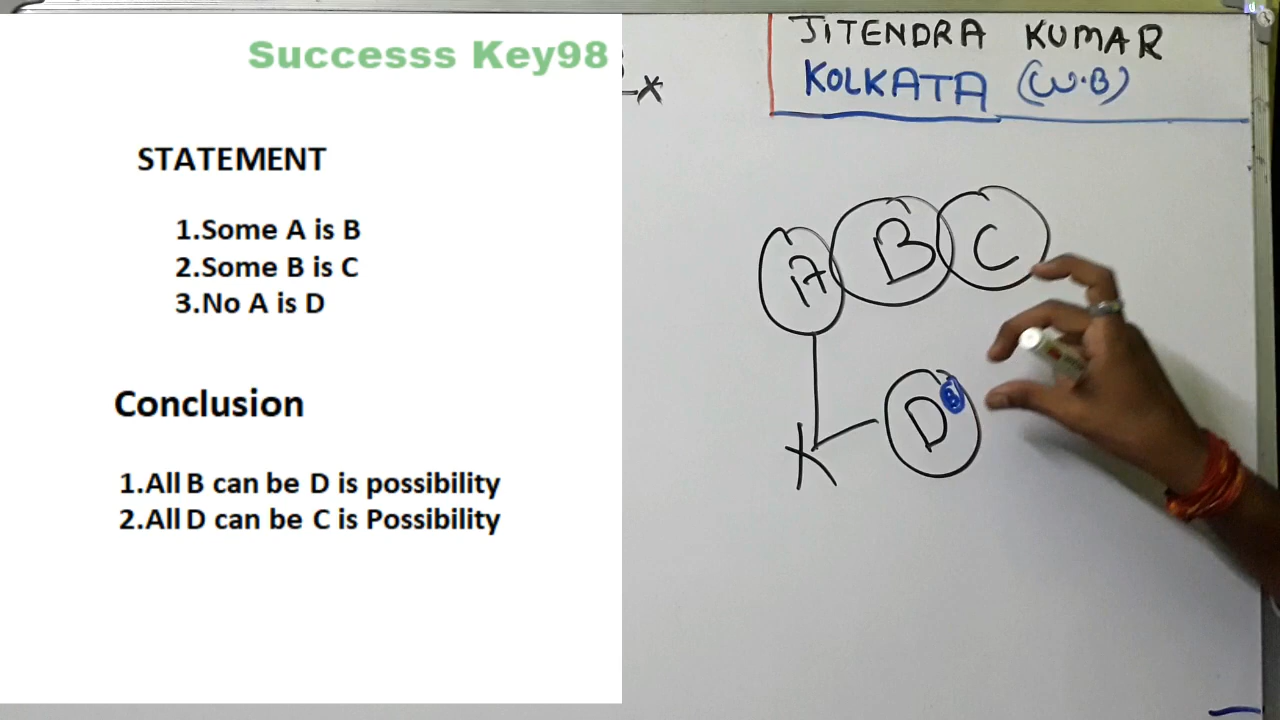 Successs Key98
x
JITENDRA KUMAR
KOLKATA (W.B)
STATEMENT
1.Some A is B
2.Some B is C
3.No A is D
Conclusion
1.All B can be D is possibility
2.All D can be C is Possibility
A B C
D B
X